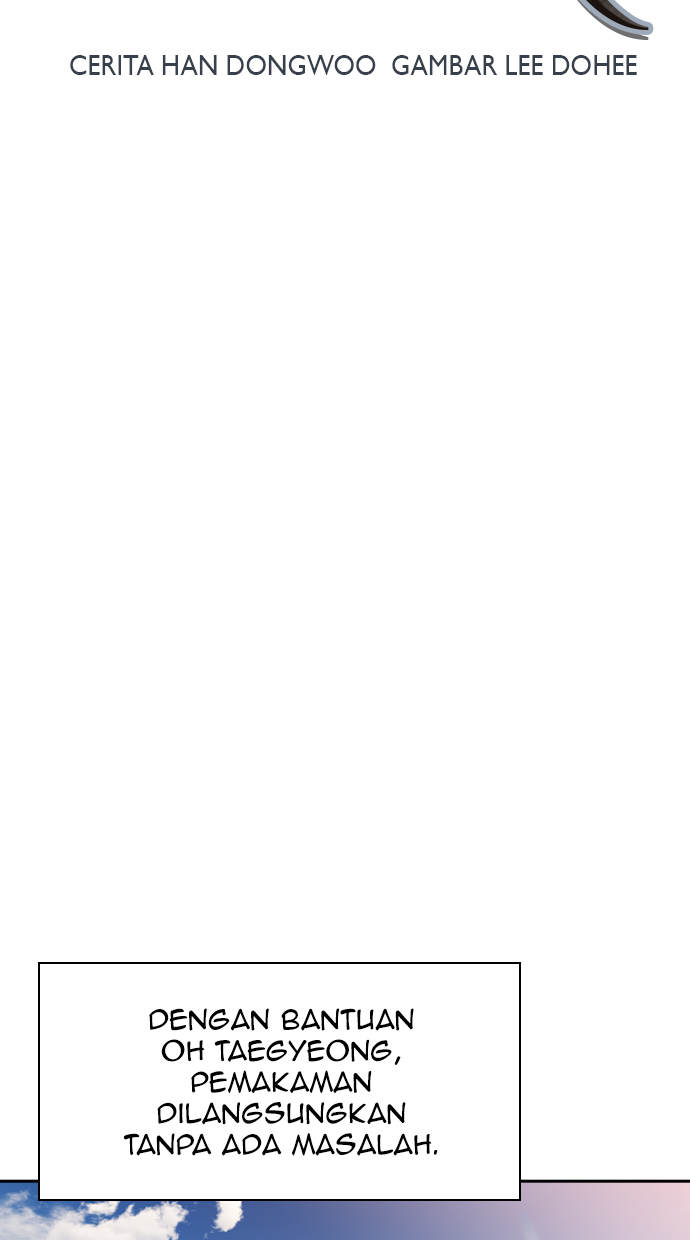 CERITA HAN DONGWOO GAMBAR LEE DOHEE
DENGAN BANTUAN
OH TAEGYEONG,
PEMAKAMAN
DILANGSUNGKAN
TANPA ADA MASALAH.